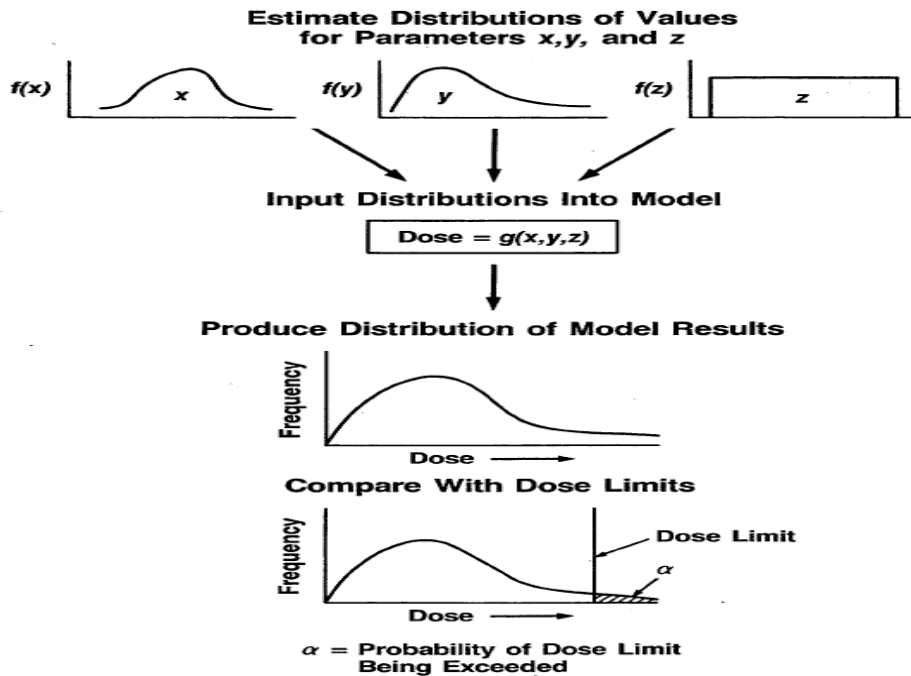 Estimate Distributions of Values
for Parameters x,y, and z
f(x)
x
f(y)
y
f(z)
z
Input Distributions Into Model
Dose = g(x,y,z)
Produce Distribution of Model Results
Frequency
Dose
Compare With Dose Limits
Frequency
Dose Limit
α
Dose
α = Probability of Dose Limit
Being Exceeded